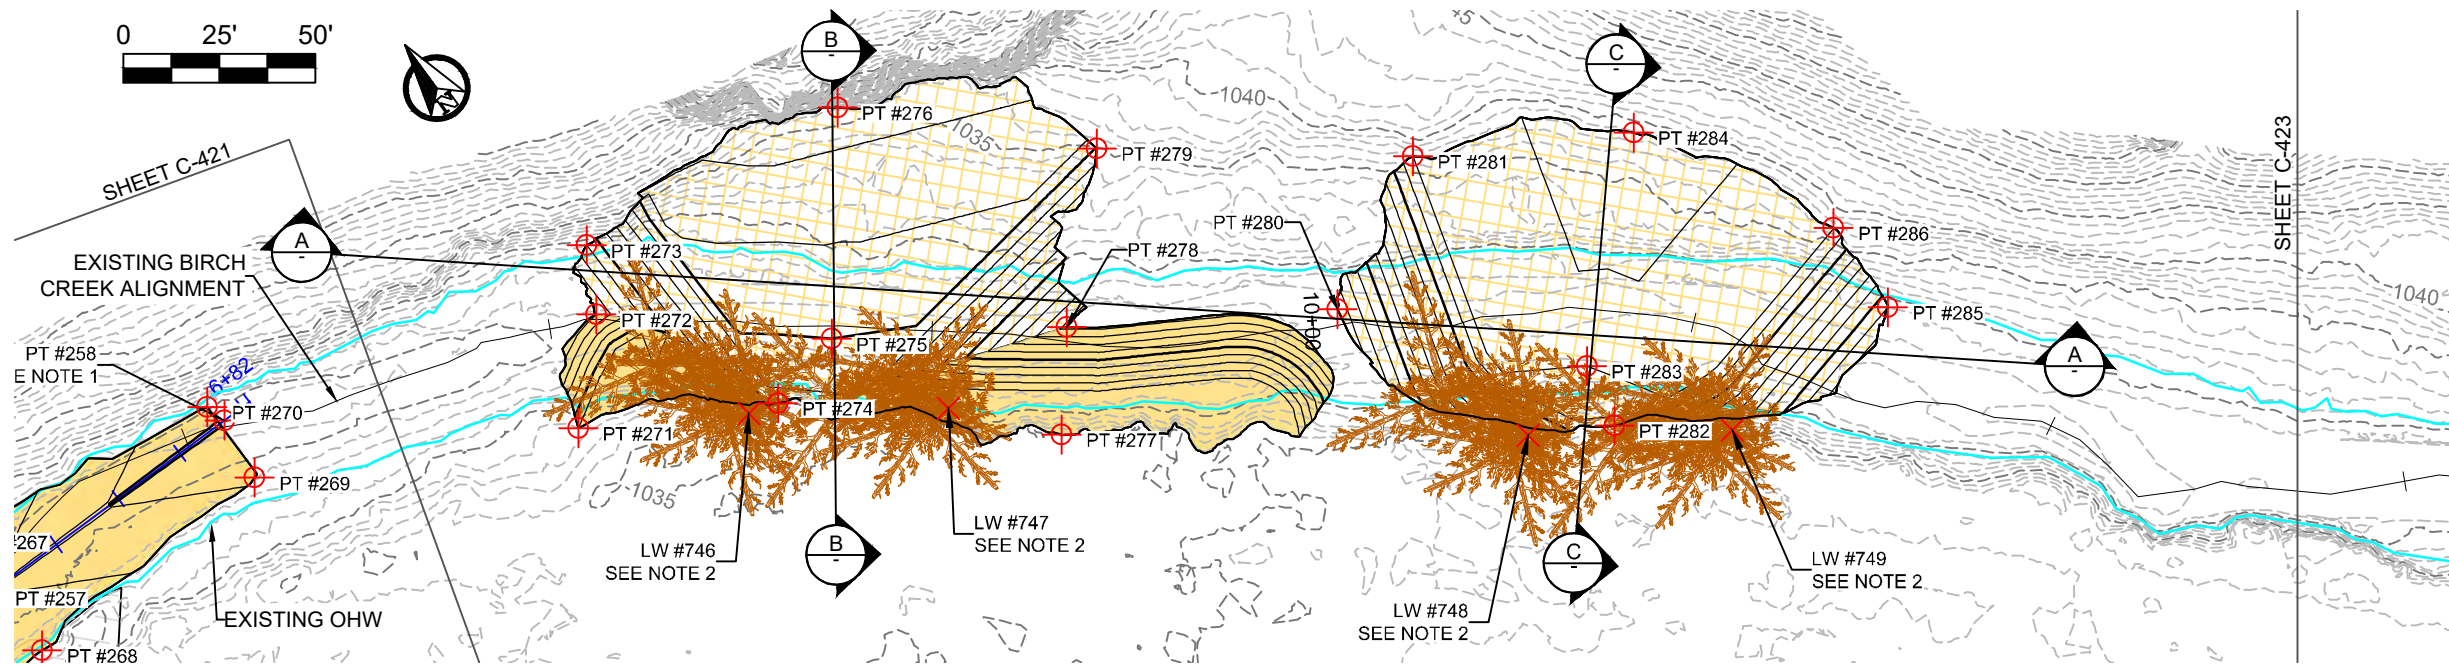 0 25' 50'
B
-
C
-
N
SHEET C-421
SHEET C-423
45
1040
1035
PT #276
PT #279
PT #281
PT #284
PT #286
PT #280
PT #278
PT #273
A
-
EXISTING BIRCH
CREEK ALIGNMENT
PT #272
10+00
PT #285
1040
PT #275
PT #283
A
-
PT #258
E NOTE 1
6+82
PT #270
PT #274
PT #271
PT #277
PT #282
PT #269
1035
#267
LW #747
SEE NOTE 2
LW #746
SEE NOTE 2
B
-
C
-
LW #749
SEE NOTE 2
LW #748
SEE NOTE 2
PT #257
EXISTING OHW
PT #268